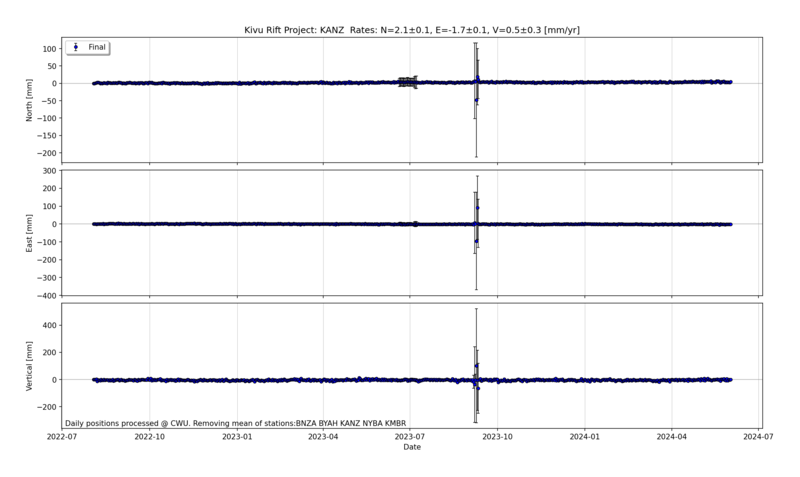 Kivu Rift Project: KANZ Rates: N=2.1±0.1, E=-1.7±0.1, V=0.5±0.3 [mm/yr]
Final
100
50
0
−50
−100
−150
−200
North [mm]
300
200
100
0
−100
−200
−300
−400
East [mm]
400
200
0
−200
Vertical [mm]
Daily positions processed @ CWU. Removing mean of stations:BNZA BYAH KANZ NYBA KMBR
2022-07 2022-10 2023-01 2023-04 2023-07 2023-10 2024-01 2024-04 2024-07
Date